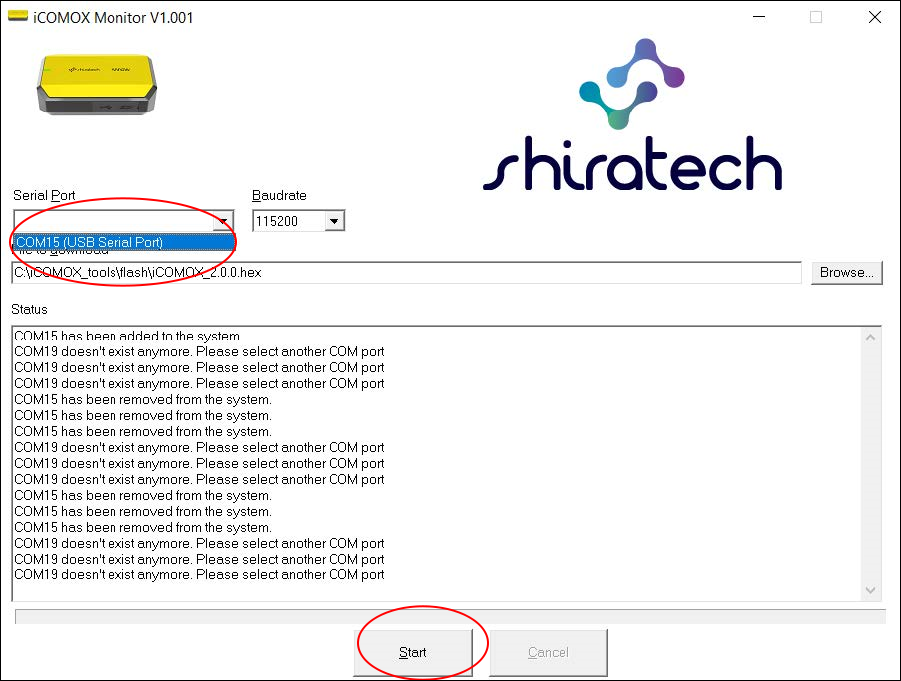 iCOMOX Monitor V1.001
shiratech
shiratech
Serial Port
Baudrate
115200
COM15 (USB Serial Port)
File to download
C:\iCOMOX_tools\flash\iCOMOX_2.0.0.hex
Browse...
Status
COM15 has been added to the system
COM19 doesn't exist anymore. Please select another COM port
COM19 doesn't exist anymore. Please select another COM port
COM19 doesn't exist anymore. Please select another COM port
COM15 has been removed from the system.
COM15 has been removed from the system.
COM15 has been removed from the system.
COM19 doesn't exist anymore. Please select another COM port
COM19 doesn't exist anymore. Please select another COM port
COM19 doesn't exist anymore. Please select another COM port
COM15 has been removed from the system.
COM15 has been removed from the system.
COM15 has been removed from the system.
COM19 doesn't exist anymore. Please select another COM port
COM19 doesn't exist anymore. Please select another COM port
COM19 doesn't exist anymore. Please select another COM port
Start
Cancel